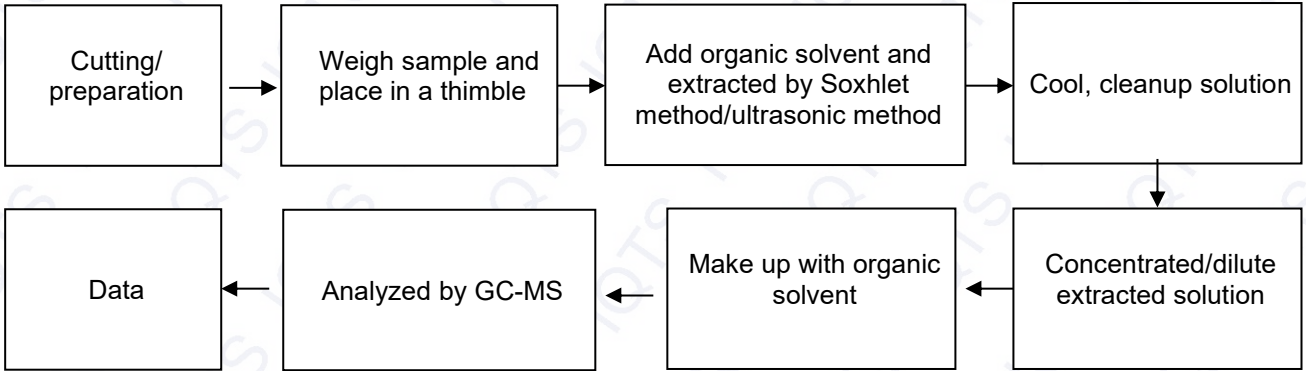 Cutting/
preparation
Weigh sample and
place in a thimble
Add organic solvent and
extracted by Soxhlet
method/ultrasonic method
Cool, cleanup solution
Concentrated/dilute
extracted solution
Make up with organic
solvent
Analyzed by GC-MS
Data